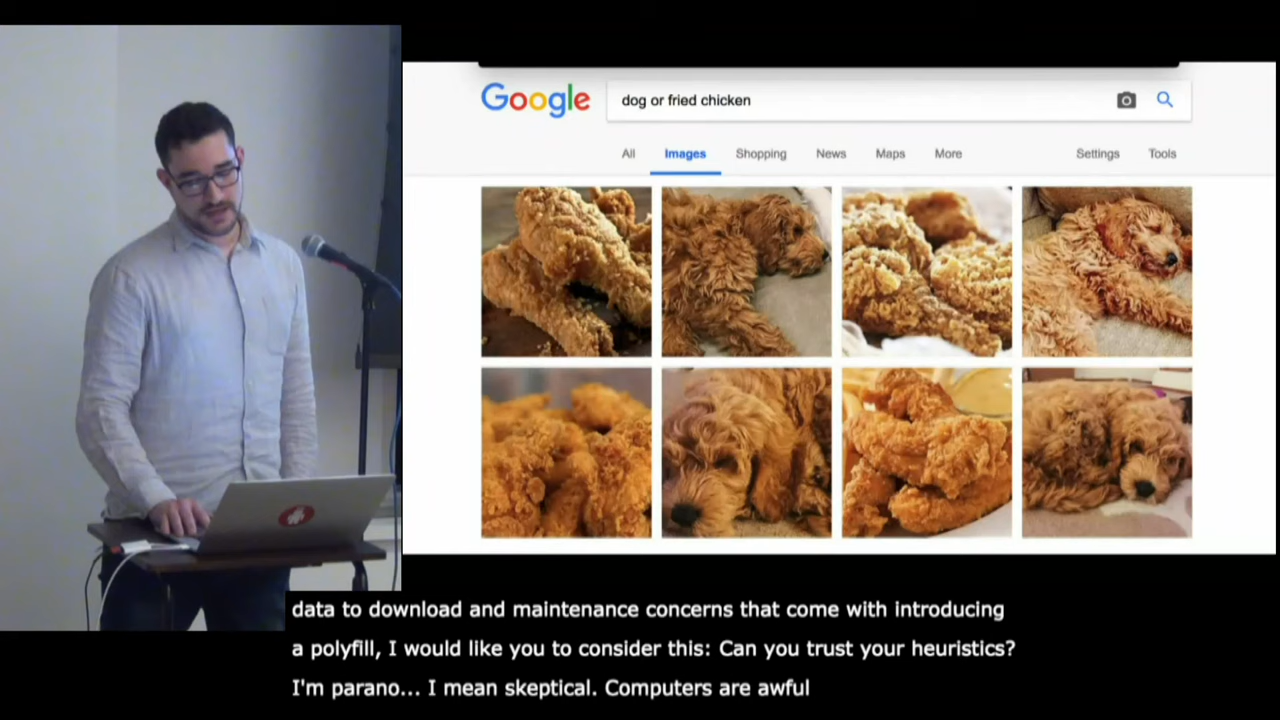 Google
dog or fried chicken
All Images Shopping News Maps More Settings Tools
data to download and maintenance concerns that come with introducing
a polyfill, I would like you to consider this: Can you trust your heuristics?
I'm parano... I mean skeptical. Computers are awful